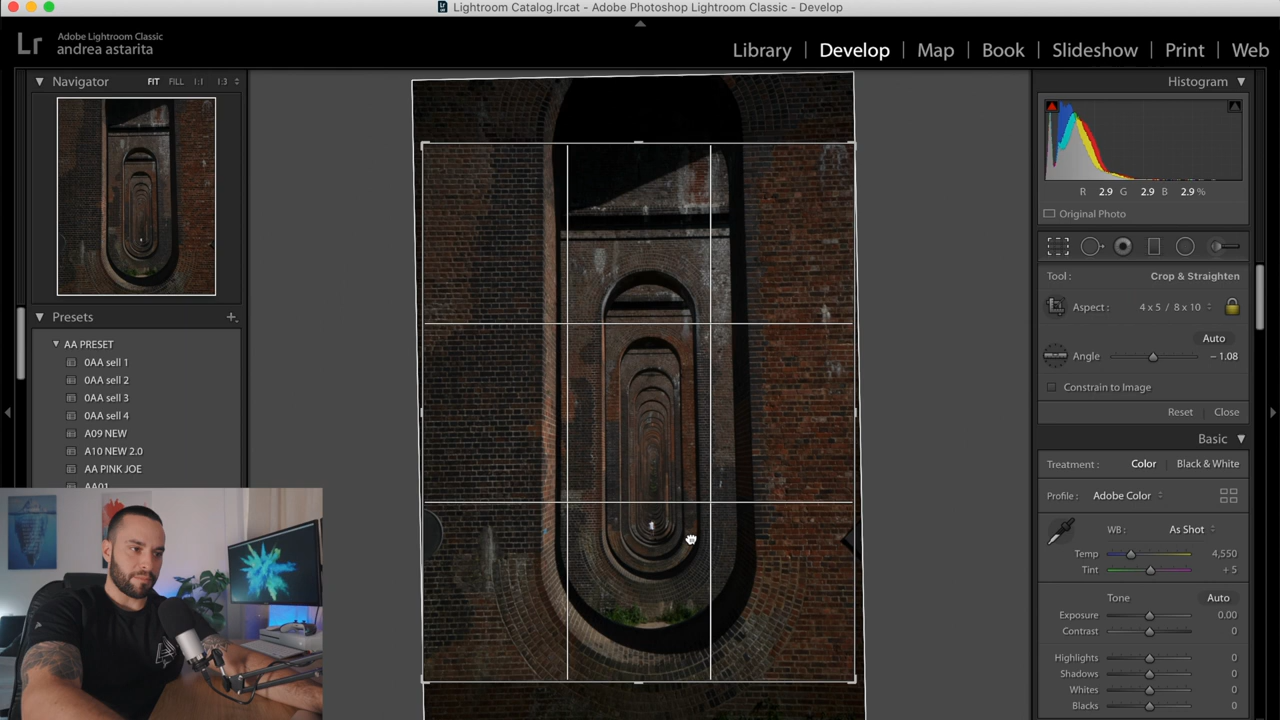 Lightroom Catalog.lrcat - Adobe Photoshop Lightroom Classic - Develop
Lr
Adobe Lightroom Classic
andrea astarita
Library | Develop | Map | Book | Slideshow | Print | Web
Navigator FIT FILL 1:1 1:3
Presets +
AA PRESET
0AA sell 1
0AA sell 2
0AA sell 3
0AA sell 4
A09 NEW
A10 NEW 2.0
AA PINK JOE
AA01
Histogram
R 2.9 G 2.9 B 2.9 %
Original Photo
Tool : Crop & Straighten
Aspect : 4 x 5 / 8 x 10
Auto
Angle – 1.08
Constrain to Image
Reset Close
Basic
Treatment : Color Black & White
Profile : Adobe Color
WB : As Shot
Temp 4,550
Tint + 5
Tone Auto
Exposure 0.00
Contrast 0
Highlights 0
Shadows 0
Whites 0
Blacks 0